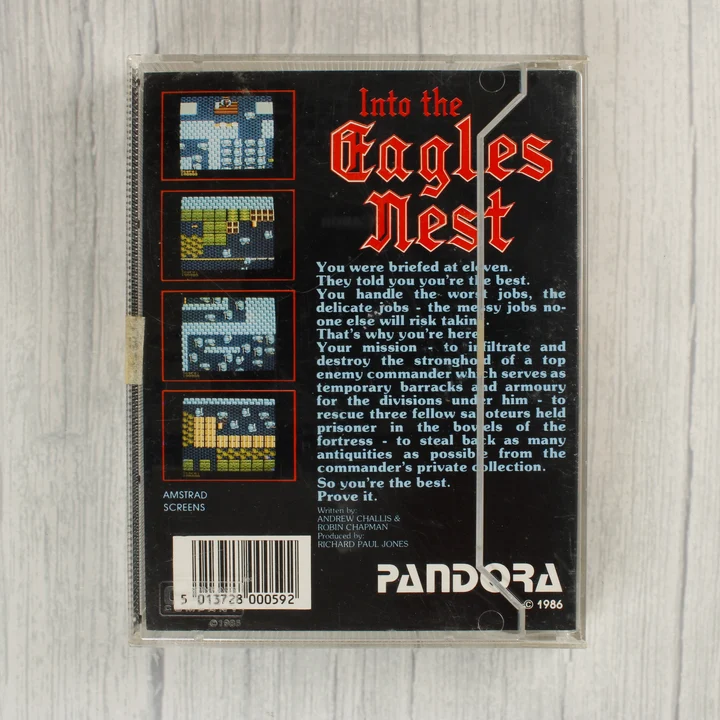 Into the
Eagles
Nest
You were briefed at eleven.
They told you you're the best.
You handle the worst jobs, the
delicate jobs - the messy jobs no-
one else will risk taking.
That's why you're here.
Your mission - to infiltrate and
destroy the stronghold of a top
enemy commander which serves as
temporary barracks and armoury
for the divisions under him - to
rescue three fellow saboteurs held
prisoner in the bowels of the
fortress - to steal back as many
antiquities as possible from the
commander's private collection.
So you're the best.
Prove it.
Written by:
ANDREW CHALLIS &
ROBIN CHAPMAN
Produced by:
RICHARD PAUL JONES
AMSTRAD
SCREENS
5 013728 000592
PANDORA
© 1986